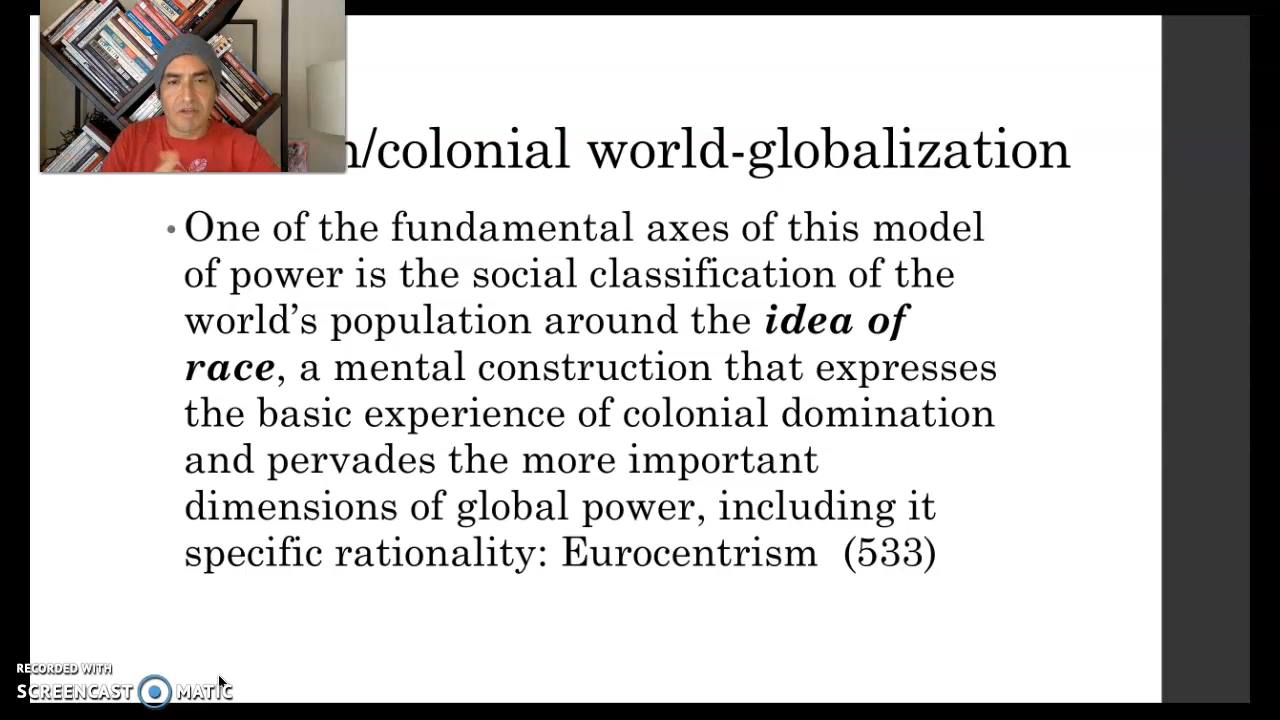 n/colonial world-globalization
• One of the fundamental axes of this model
of power is the social classification of the
world's population around the idea of
race, a mental construction that expresses
the basic experience of colonial domination
and pervades the more important
dimensions of global power, including it
specific rationality: Eurocentrism (533)
RECORDED WITH
SCREENCAST MATIC